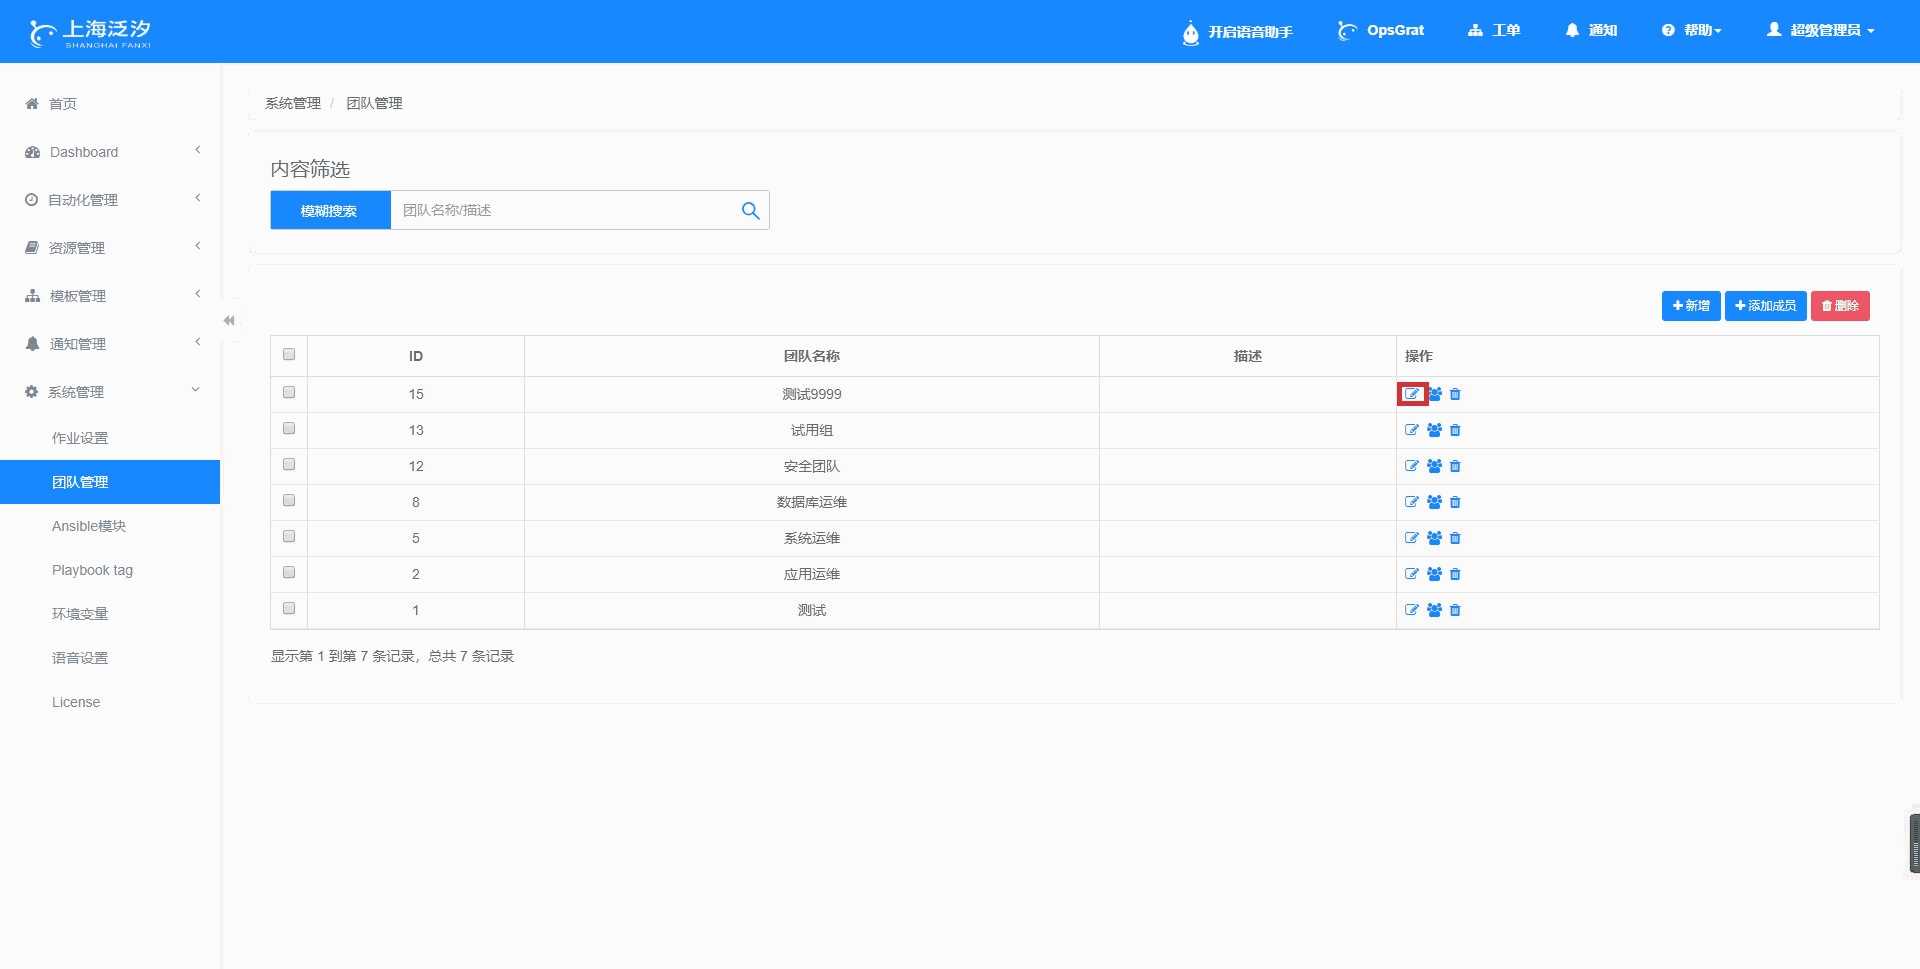 上海泛汐
SHANGHAI FANXI
开启语音助手
OpsGrat
工单
通知
帮助
超级管理员
首页
Dashboard
自动化管理
资源管理
模板管理
通知管理
系统管理
作业设置
团队管理
Ansible模块
Playbook tag
环境变量
语音设置
License
系统管理 / 团队管理
内容筛选
模糊搜索 团队名称/描述
新增 添加成员 删除
ID 团队名称 描述 操作
15 测试9999
13 试用组
12 安全团队
8 数据库运维
5 系统运维
2 应用运维
1 测试
显示第 1 到第 7 条记录，总共 7 条记录